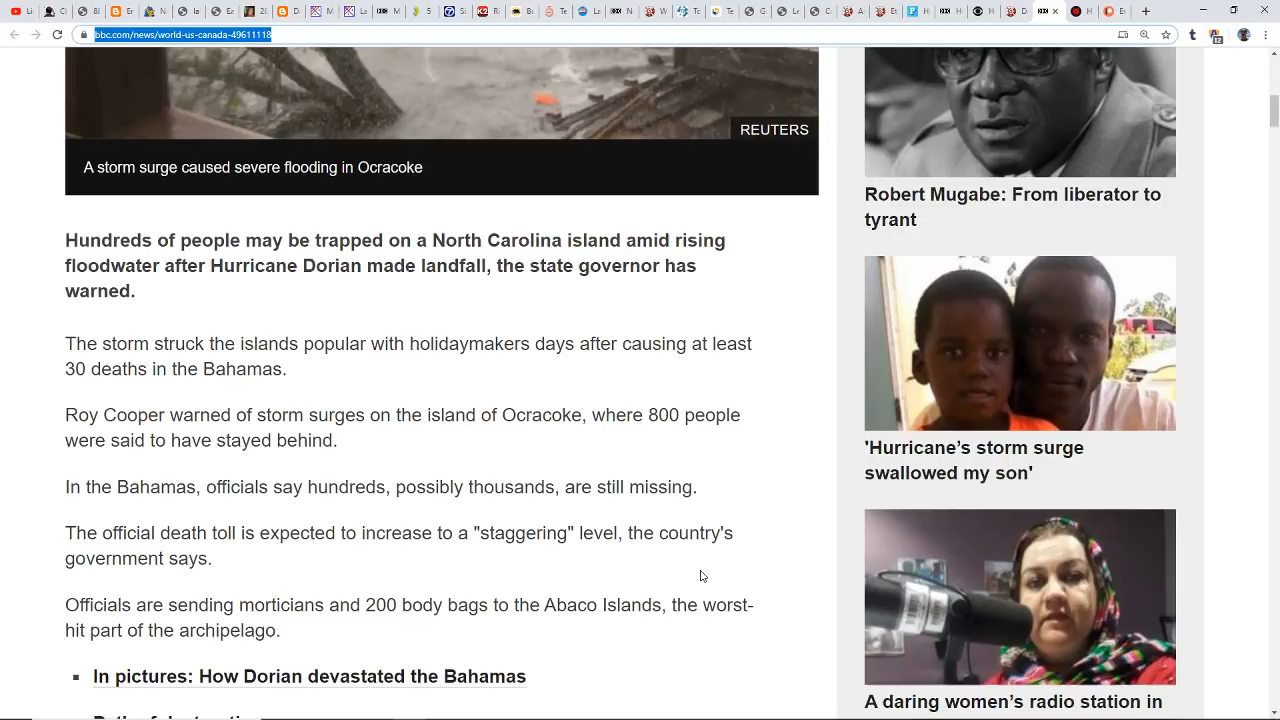 bbc.com/news/world-us-canada-49611118
REUTERS
A storm surge caused severe flooding in Ocracoke
Hundreds of people may be trapped on a North Carolina island amid rising
floodwater after Hurricane Dorian made landfall, the state governor has
warned.
The storm struck the islands popular with holidaymakers days after causing at least
30 deaths in the Bahamas.
Roy Cooper warned of storm surges on the island of Ocracoke, where 800 people
were said to have stayed behind.
In the Bahamas, officials say hundreds, possibly thousands, are still missing.
The official death toll is expected to increase to a "staggering" level, the country's
government says.
Officials are sending morticians and 200 body bags to the Abaco Islands, the worst-
hit part of the archipelago.
In pictures: How Dorian devastated the Bahamas
Robert Mugabe: From liberator to
tyrant
'Hurricane’s storm surge
swallowed my son'
A daring women’s radio station in